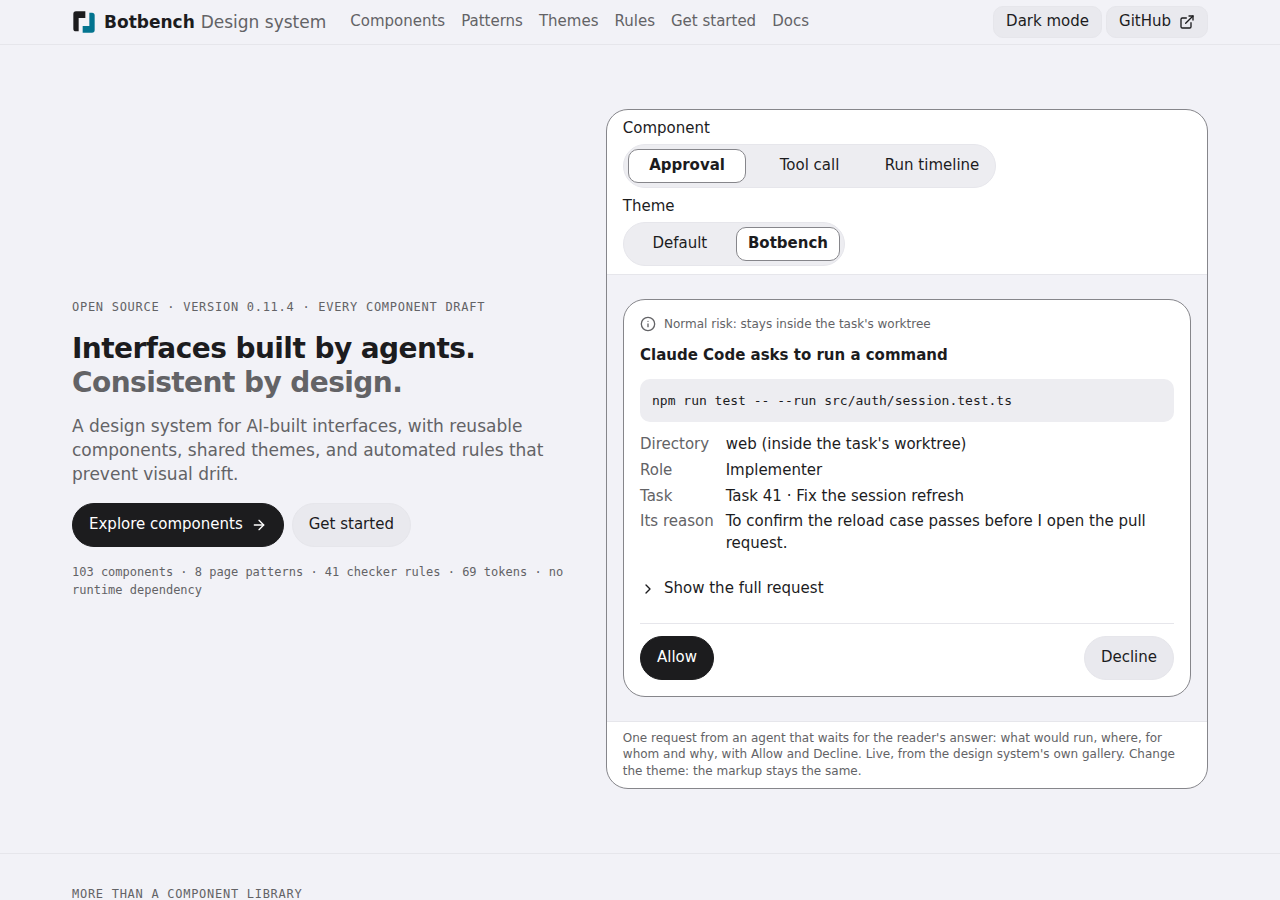 Botbench Design system
Components
Patterns
Themes
Rules
Get started
Docs
Dark mode
GitHub
OPEN SOURCE · VERSION 0.11.4 · EVERY COMPONENT DRAFT
Interfaces built by agents.
Consistent by design.
A design system for AI-built interfaces, with reusable
components, shared themes, and automated rules that
prevent visual drift.
Explore components
Get started
103 components · 8 page patterns · 41 checker rules · 69 tokens · no
runtime dependency
Component
Approval
Tool call
Run timeline
Theme
Default
Botbench
Normal risk: stays inside the task's worktree
Claude Code asks to run a command
npm run test -- --run src/auth/session.test.ts
Directory web (inside the task's worktree)
Role Implementer
Task Task 41 · Fix the session refresh
Its reason To confirm the reload case passes before I open the pull
request.
Show the full request
Allow
Decline
One request from an agent that waits for the reader's answer: what would run, where, for
whom and why, with Allow and Decline. Live, from the design system's own gallery. Change
the theme: the markup stays the same.
MORE THAN A COMPONENT LIBRARY